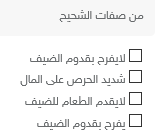 من صفات الشحيح
لايفرح بقدوم الضيف
شديد الحرص على المال
لايقدم الطعام للضيف
يفرح بقدوم الضيف